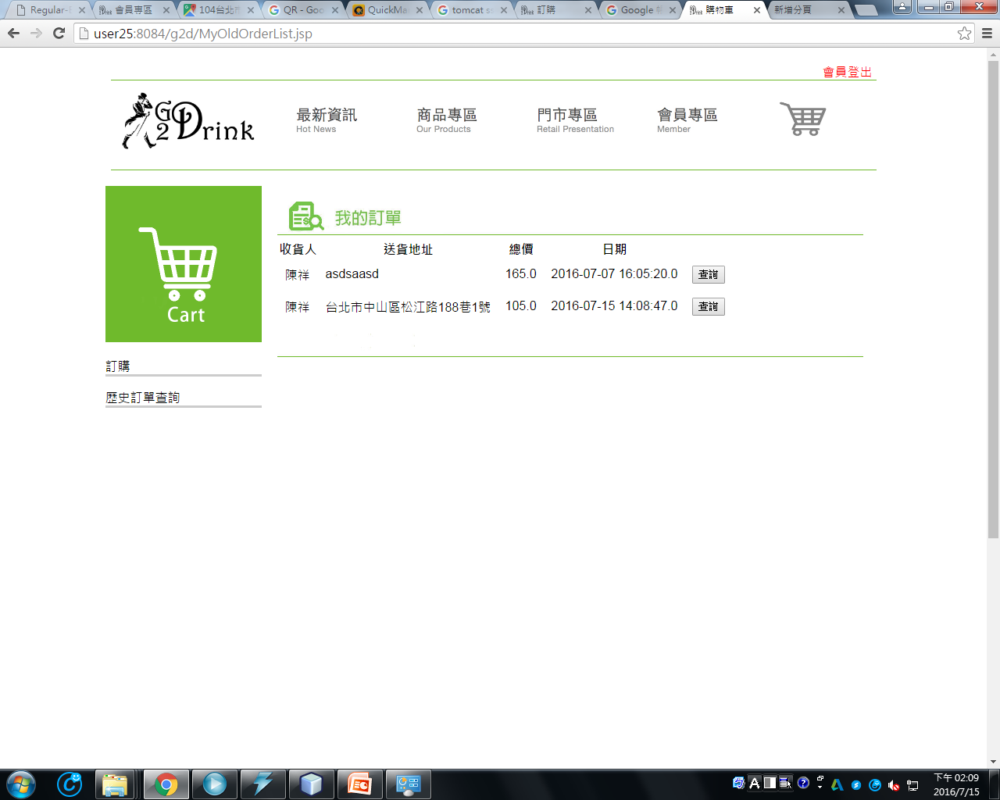 Regular-
會員專區
104台北市
QR - Goo
QuickMa
tomcat ss
訂購
Google
購物車
新增分頁
user25:8084/g2d/MyOldOrderList.jsp
會員登出
Go 2 Drink
最新資訊
Hot News
商品專區
Our Products
門市專區
Retail Presentation
會員專區
Member
Cart
訂購
歷史訂單查詢
我的訂單
收貨人 送貨地址 總價 日期
陳祥 asdsaasd 165.0 2016-07-07 16:05:20.0 查詢
陳祥 台北市中山區松江路188巷1號 105.0 2016-07-15 14:08:47.0 查詢
下午 02:09
2016/7/15